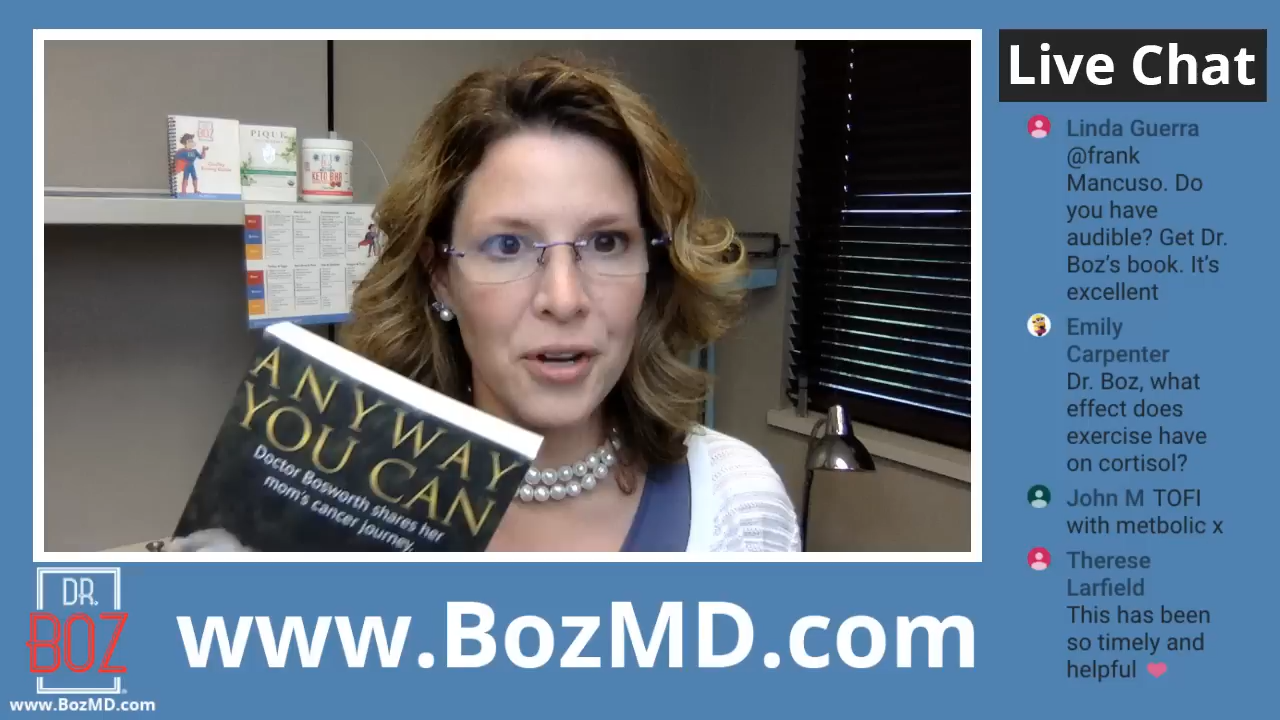 BOZ
PIQUE
KETO
ANYWAY
YOU CAN
Doctor Bosworth shares her
mom's cancer journey.
Live Chat
Linda Guerra
@frank
Mancuso. Do
you have
audible? Get Dr.
Boz's book. It's
excellent
Emily
Carpenter
Dr. Boz, what
effect does
exercise have
on cortisol?
John M TOFI
with metbolic x
Therese
Larfield
This has been
so timely and
helpful
DR.
BOZ
www.BozMD.com
www.BozMD.com